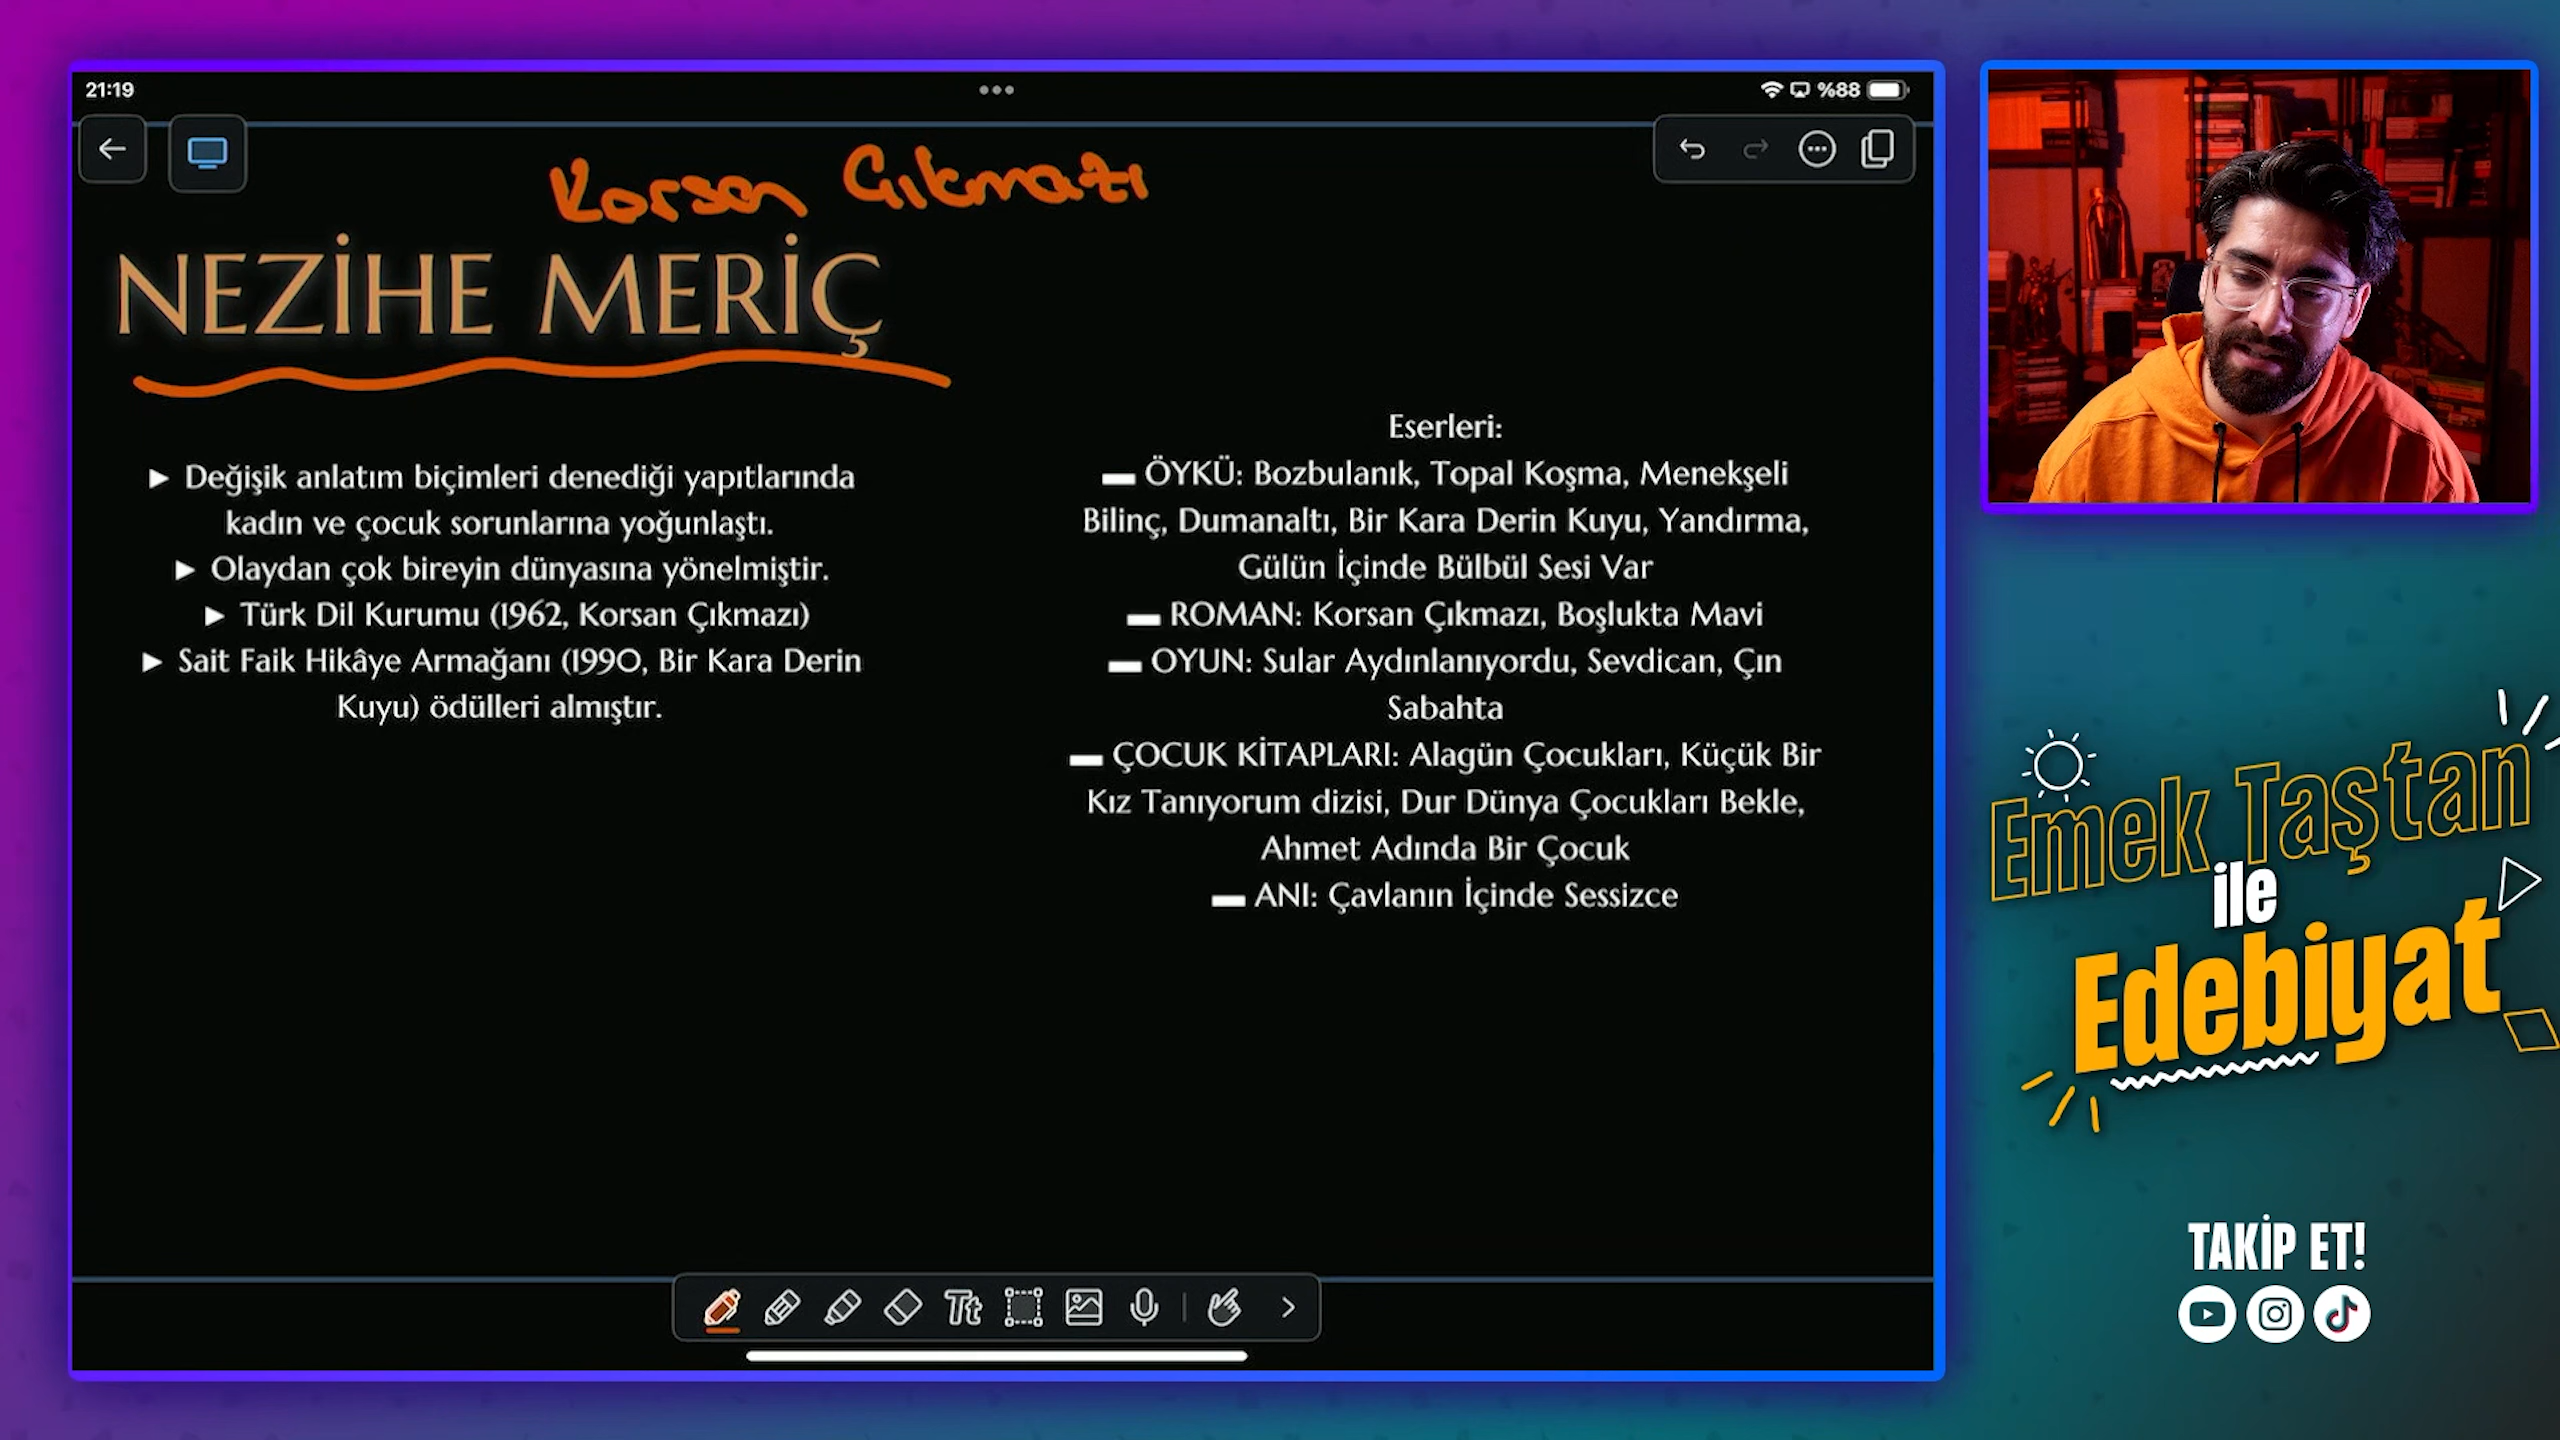 21:19
%88
Korsan Çıkmazı
NEZİHE MERİÇ
► Değişik anlatım biçimleri denediği yapıtlarında
kadın ve çocuk sorunlarına yoğunlaştı.
► Olaydan çok bireyin dünyasına yönelmiştir.
► Türk Dil Kurumu (1962, Korsan Çıkmazı)
► Sait Faik Hikâye Armağanı (1990, Bir Kara Derin
Kuyu) ödülleri almıştır.
Eserleri:
▬ ÖYKÜ: Bozbulanık, Topal Koşma, Menekşeli
Bilinç, Dumanaltı, Bir Kara Derin Kuyu, Yandırma,
Gülün İçinde Bülbül Sesi Var
▬ ROMAN: Korsan Çıkmazı, Boşlukta Mavi
▬ OYUN: Sular Aydınlanıyordu, Sevdican, Çın
Sabahta
▬ ÇOCUK KİTAPLARI: Alagün Çocukları, Küçük Bir
Kız Tanıyorum dizisi, Dur Dünya Çocukları Bekle,
Ahmet Adında Bir Çocuk
▬ ANI: Çavlanın İçinde Sessizce
Tt
Emek Taştan
ile
Edebiyat
TAKİP ET!